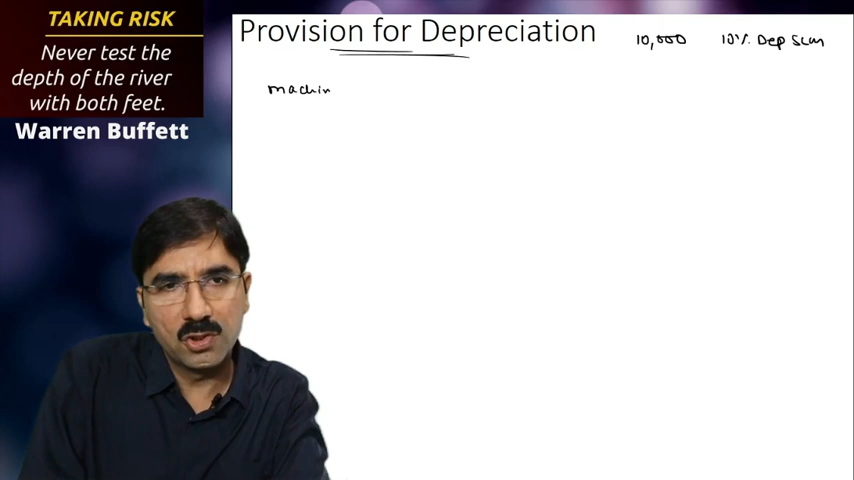 TAKING RISK
Never test the
depth of the river
with both feet.
Warren Buffett
Provision for Depreciation
10,000 10% Dep
machin